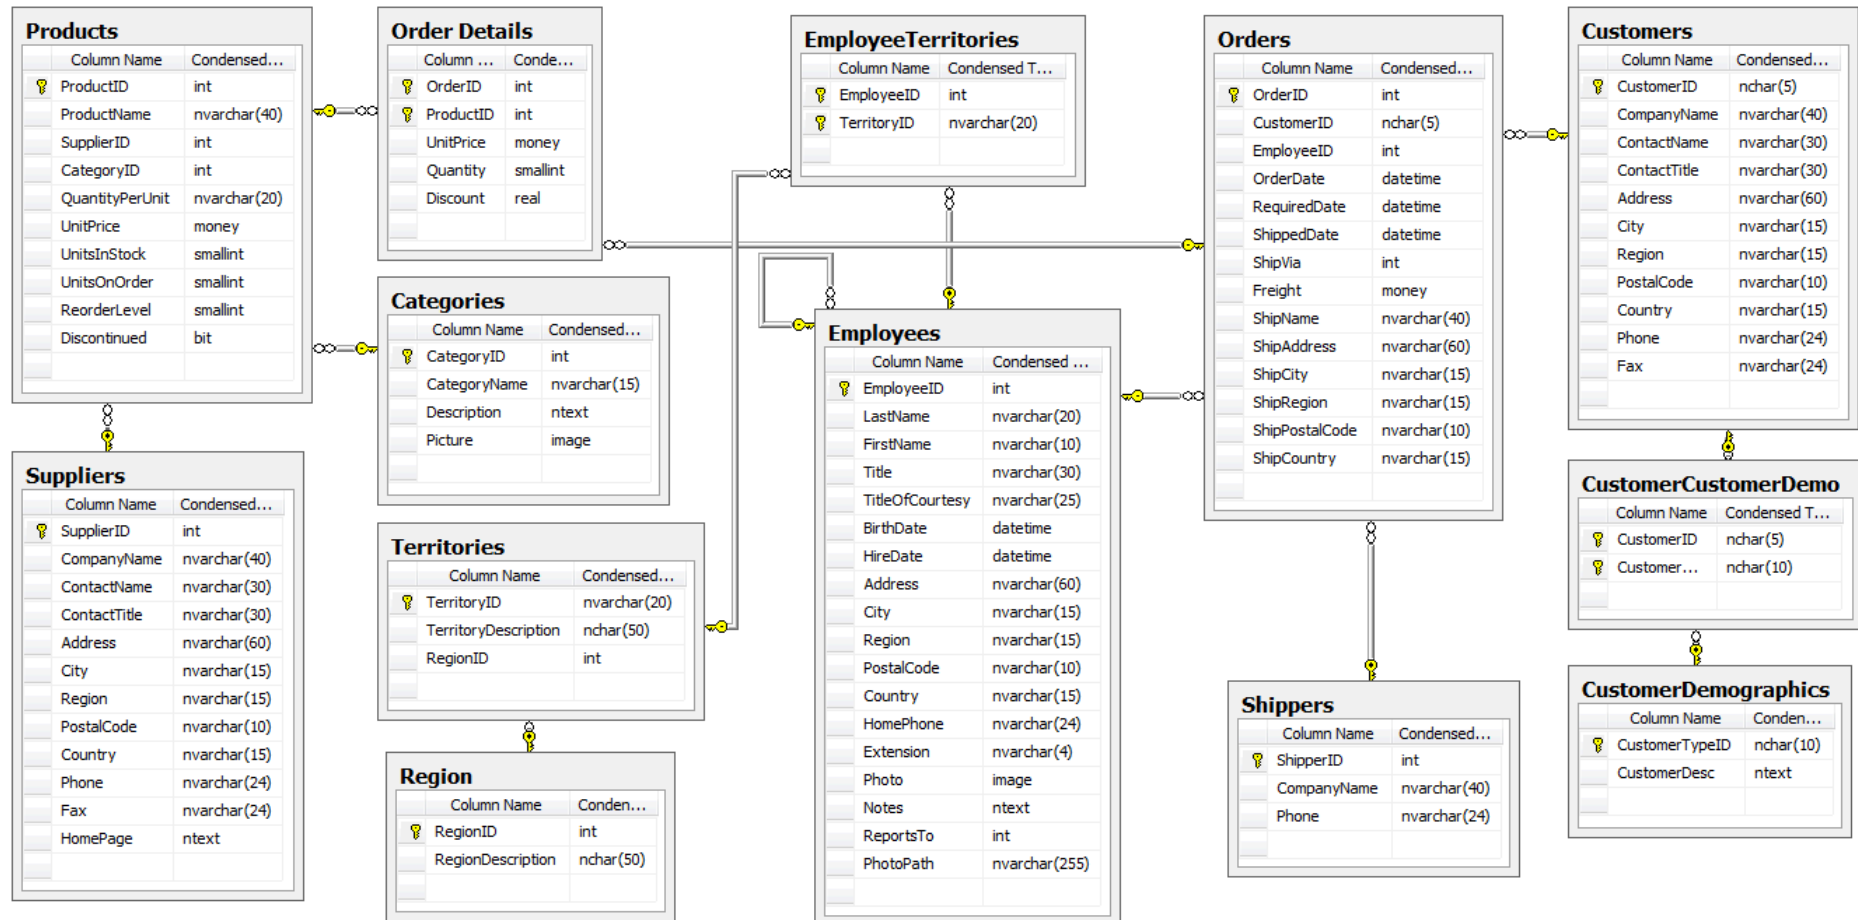 Products
Column Name Condensed...
ProductID int
ProductName nvarchar(40)
SupplierID int
CategoryID int
QuantityPerUnit nvarchar(20)
UnitPrice money
UnitsInStock smallint
UnitsOnOrder smallint
ReorderLevel smallint
Discontinued bit
Suppliers
Column Name Condensed...
SupplierID int
CompanyName nvarchar(40)
ContactName nvarchar(30)
ContactTitle nvarchar(30)
Address nvarchar(60)
City nvarchar(15)
Region nvarchar(15)
PostalCode nvarchar(10)
Country nvarchar(15)
Phone nvarchar(24)
Fax nvarchar(24)
HomePage ntext
Order Details
Column ... Conde...
OrderID int
ProductID int
UnitPrice money
Quantity smallint
Discount real
Categories
Column Name Condensed...
CategoryID int
CategoryName nvarchar(15)
Description ntext
Picture image
Territories
Column Name Condensed...
TerritoryID nvarchar(20)
TerritoryDescription nchar(50)
RegionID int
Region
Column Name Conden...
RegionID int
RegionDescription nchar(50)
EmployeeTerritories
Column Name Condensed T...
EmployeeID int
TerritoryID nvarchar(20)
Employees
Column Name Condensed ...
EmployeeID int
LastName nvarchar(20)
FirstName nvarchar(10)
Title nvarchar(30)
TitleOfCourtesy nvarchar(25)
BirthDate datetime
HireDate datetime
Address nvarchar(60)
City nvarchar(15)
Region nvarchar(15)
PostalCode nvarchar(10)
Country nvarchar(15)
HomePhone nvarchar(24)
Extension nvarchar(4)
Photo image
Notes ntext
ReportsTo int
PhotoPath nvarchar(255)
Orders
Column Name Condensed...
OrderID int
CustomerID nchar(5)
EmployeeID int
OrderDate datetime
RequiredDate datetime
ShippedDate datetime
ShipVia int
Freight money
ShipName nvarchar(40)
ShipAddress nvarchar(60)
ShipCity nvarchar(15)
ShipRegion nvarchar(15)
ShipPostalCode nvarchar(10)
ShipCountry nvarchar(15)
Shippers
Column Name Condensed...
ShipperID int
CompanyName nvarchar(40)
Phone nvarchar(24)
Customers
Column Name Condensed...
CustomerID nchar(5)
CompanyName nvarchar(40)
ContactName nvarchar(30)
ContactTitle nvarchar(30)
Address nvarchar(60)
City nvarchar(15)
Region nvarchar(15)
PostalCode nvarchar(10)
Country nvarchar(15)
Phone nvarchar(24)
Fax nvarchar(24)
CustomerCustomerDemo
Column Name Condensed T...
CustomerID nchar(5)
Customer... nchar(10)
CustomerDemographics
Column Name Conden...
CustomerTypeID nchar(10)
CustomerDesc ntext